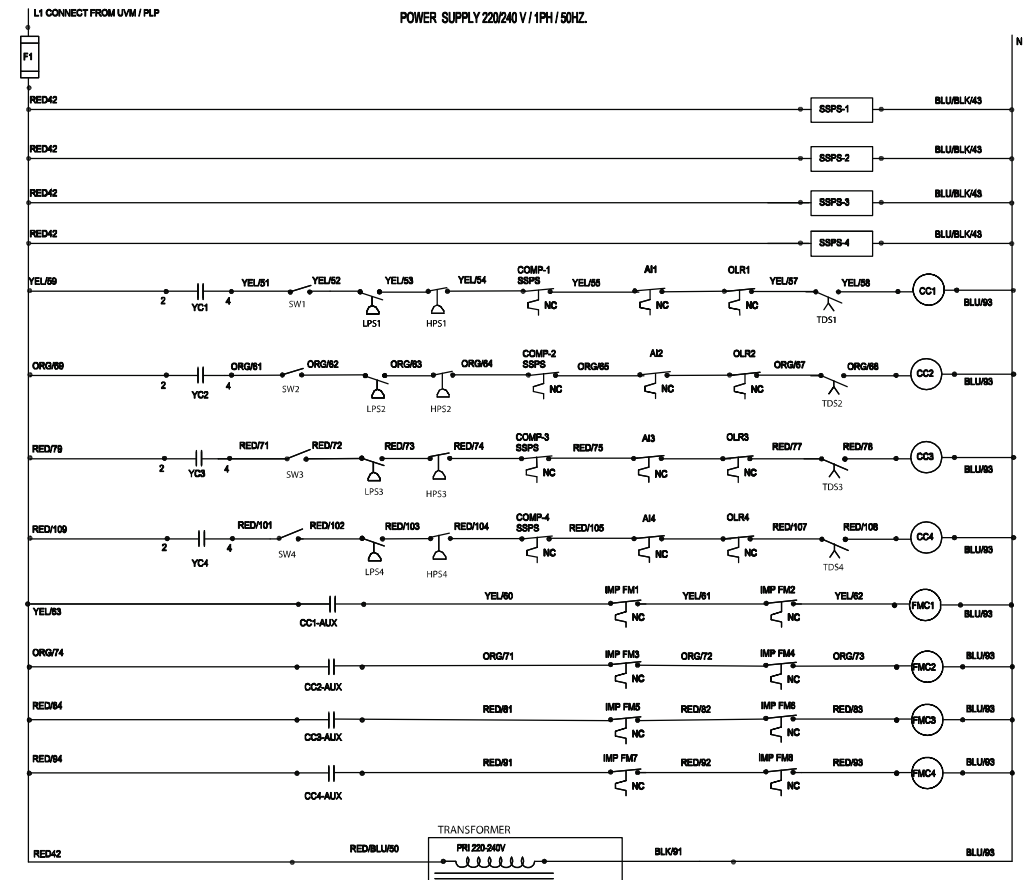 L1 CONNECT FROM UVM / PLP
POWER SUPPLY 220/240 V / 1PH / 50HZ.
N
F1
RED42 SSPS-1 BLU/BLK/43
RED42 SSPS-2 BLU/BLK/43
RED42 SSPS-3 BLU/BLK/43
RED42 SSPS-4 BLU/BLK/43
COMP-1 AI1 OLR1
YEL/59 YEL/51 YEL/52 YEL/53 YEL/54 SSPS YEL/55 YEL/57 YEL/58 CC1
2 YC1 4 SW1 LPS1 HPS1 NC NC NC TDS1 BLU/93
COMP-2 AI2 OLR2
ORG/69 ORG/61 ORG/62 ORG/63 ORG/64 SSPS ORG/65 ORG/67 ORG/68 CC2
2 YC2 4 SW2 LPS2 HPS2 NC NC NC TDS2 BLU/93
COMP-3 AI3 OLR3
RED/79 RED/71 RED/72 RED/73 RED/74 SSPS RED/75 RED/77 RED/78 CC3
2 YC3 4 SW3 LPS3 HPS3 NC NC NC TDS3 BLU/93
COMP-4 AI4 OLR4
RED/109 RED/101 RED/102 RED/103 RED/104 SSPS RED/105 RED/107 RED/108 CC4
2 YC4 4 SW4 LPS4 HPS4 NC NC NC TDS4 BLU/93
YEL/60 IMP FM1 YEL/61 IMP FM2 YEL/62
YEL/63 CC1-AUX NC NC FMC1 BLU/93
ORG/74 ORG/71 IMP FM3 ORG/72 IMP FM4 ORG/73 BLU/93
CC2-AUX NC NC FMC2
RED/84 RED/81 IMP FM5 RED/82 IMP FM6 RED/83 BLU/93
CC3-AUX NC NC FMC3
RED/94 RED/91 IMP FM7 RED/92 IMP FM8 RED/93 BLU/93
CC4-AUX NC NC FMC4
TRANSFORMER
RED42 RED/BLU/50 PRI 220-240V BLK/91 BLU/93